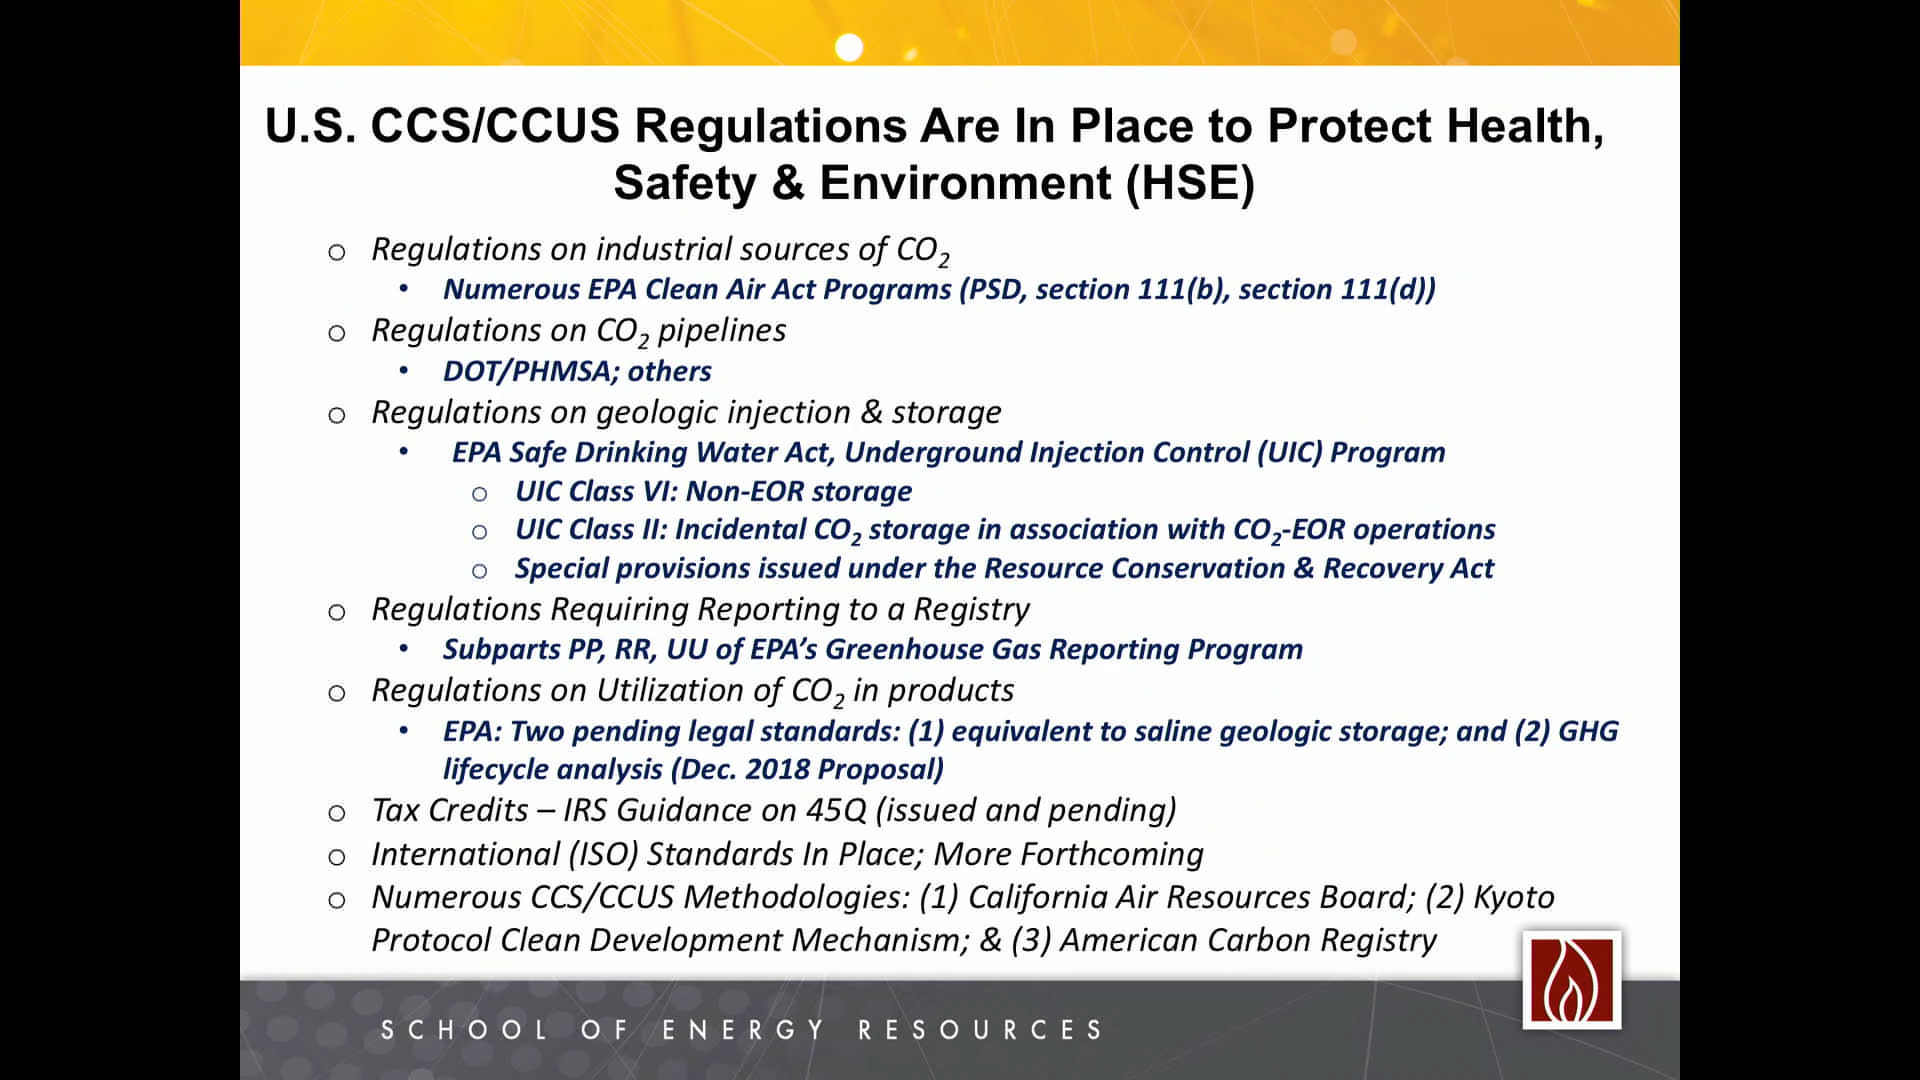 U.S. CCS/CCUS Regulations Are In Place to Protect Health,
Safety & Environment (HSE)
o Regulations on industrial sources of CO2
• Numerous EPA Clean Air Act Programs (PSD, section 111(b), section 111(d))
o Regulations on CO2 pipelines
• DOT/PHMSA; others
o Regulations on geologic injection & storage
• EPA Safe Drinking Water Act, Underground Injection Control (UIC) Program
o UIC Class VI: Non-EOR storage
o UIC Class II: Incidental CO2 storage in association with CO2-EOR operations
o Special provisions issued under the Resource Conservation & Recovery Act
o Regulations Requiring Reporting to a Registry
• Subparts PP, RR, UU of EPA’s Greenhouse Gas Reporting Program
o Regulations on Utilization of CO2 in products
• EPA: Two pending legal standards: (1) equivalent to saline geologic storage; and (2) GHG
lifecycle analysis (Dec. 2018 Proposal)
o Tax Credits – IRS Guidance on 45Q (issued and pending)
o International (ISO) Standards In Place; More Forthcoming
o Numerous CCS/CCUS Methodologies: (1) California Air Resources Board; (2) Kyoto
Protocol Clean Development Mechanism; & (3) American Carbon Registry
SCHOOL OF ENERGY RESOURCES